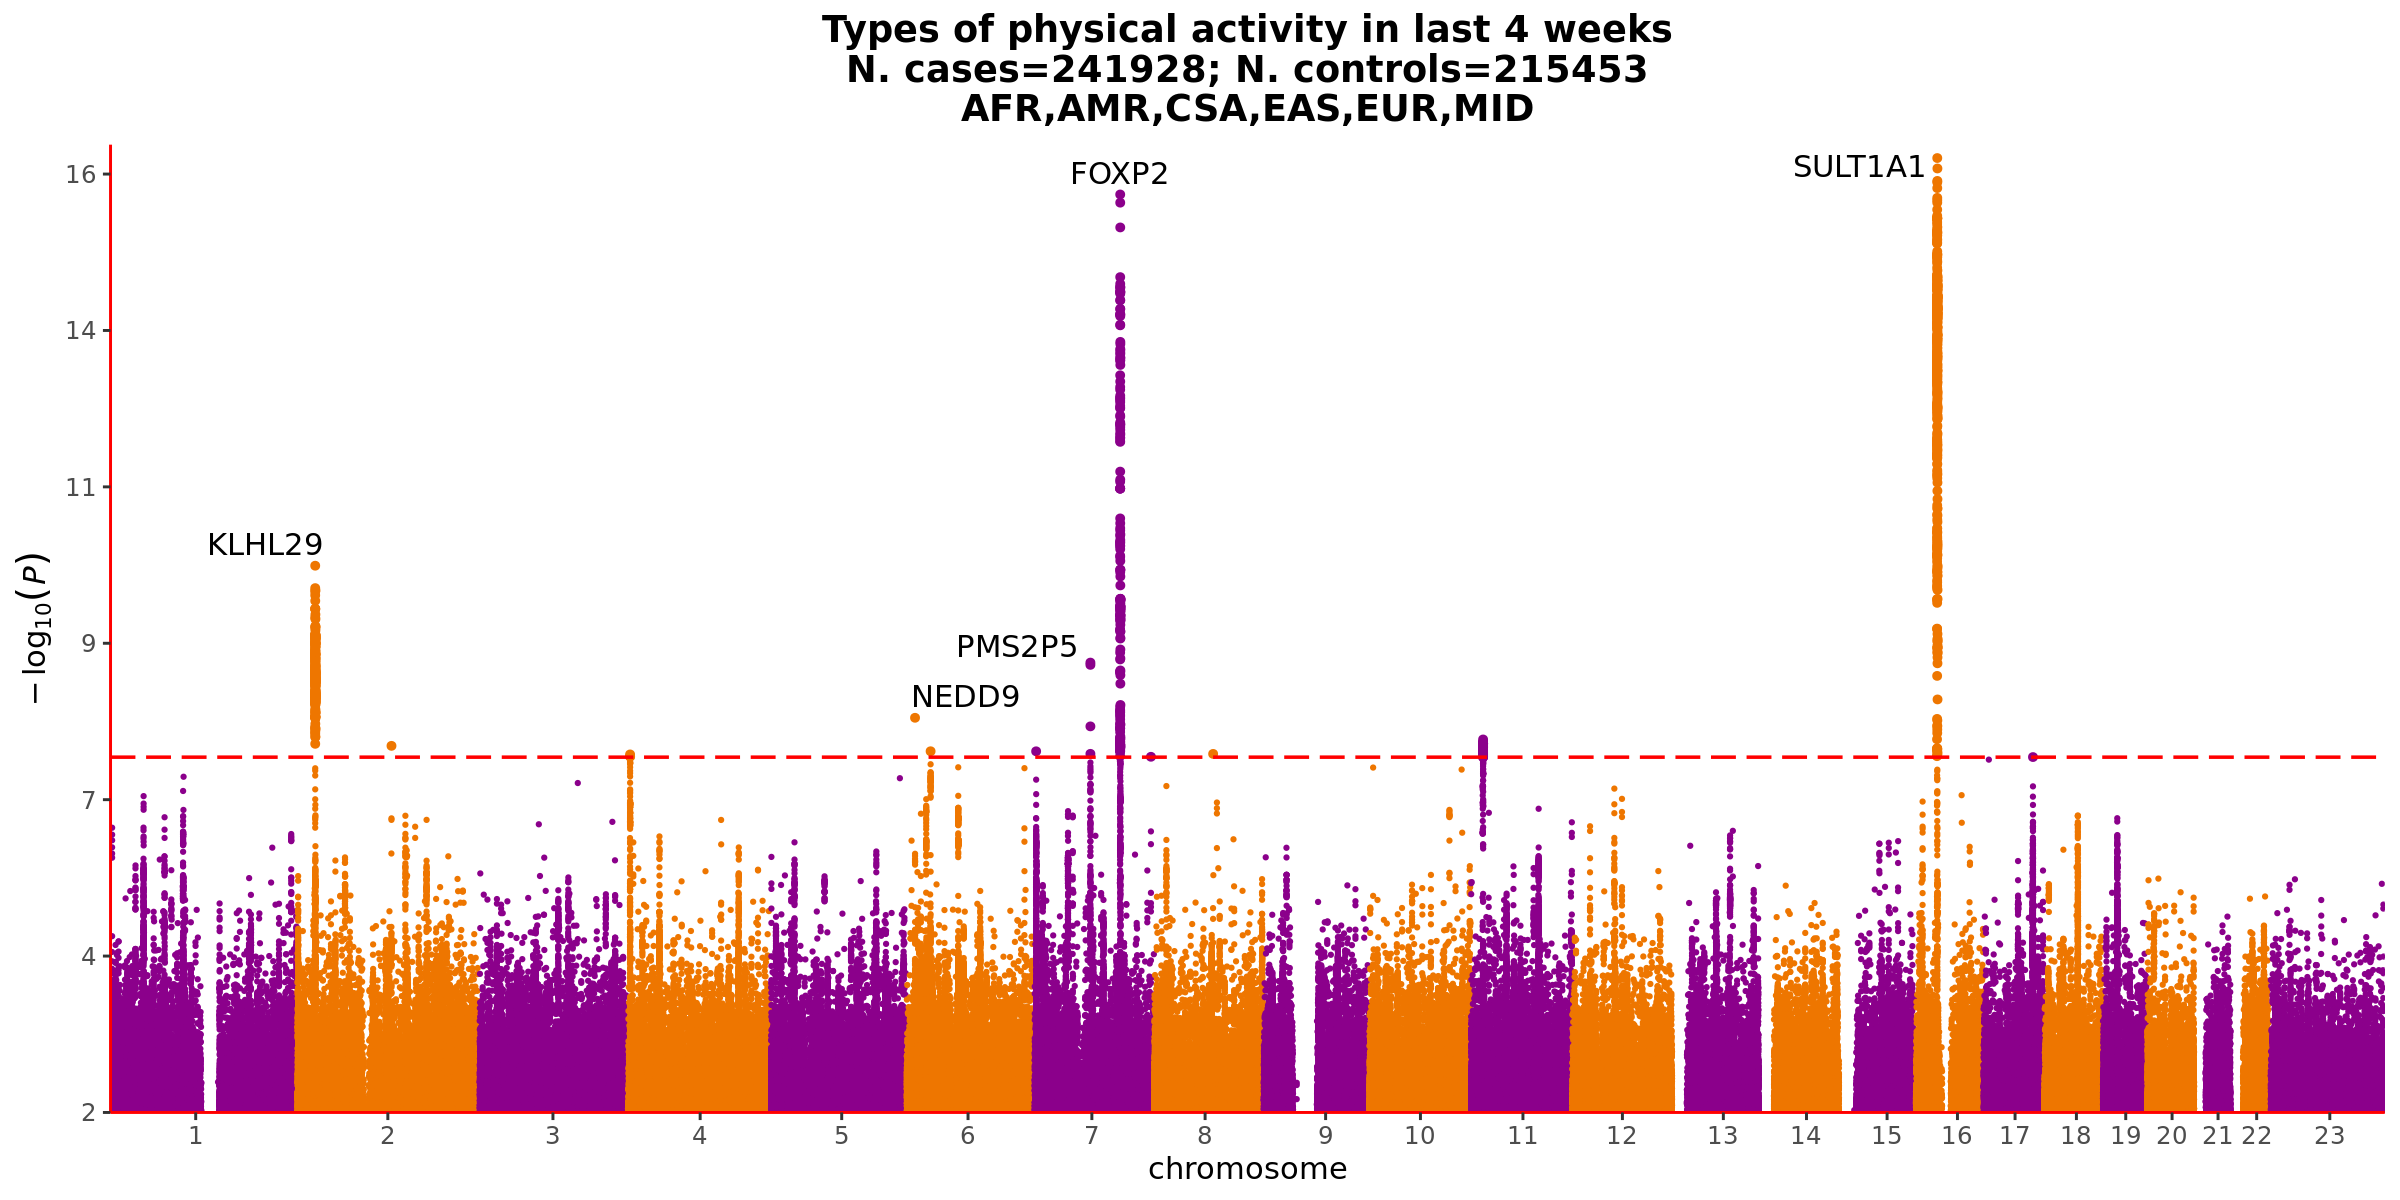 Types of physical activity in last 4 weeks
N. cases=241928; N. controls=215453
AFR,AMR,CSA,EAS,EUR,MID
FOXP2
SULT1A1
KLHL29
PMS2P5
NEDD9
16
14
11
9
7
4
2
−log10(P)
1 2 3 4 5 6 7 8 9 10 11 12 13 14 15 16 17 18 19 20 21 22 23
chromosome